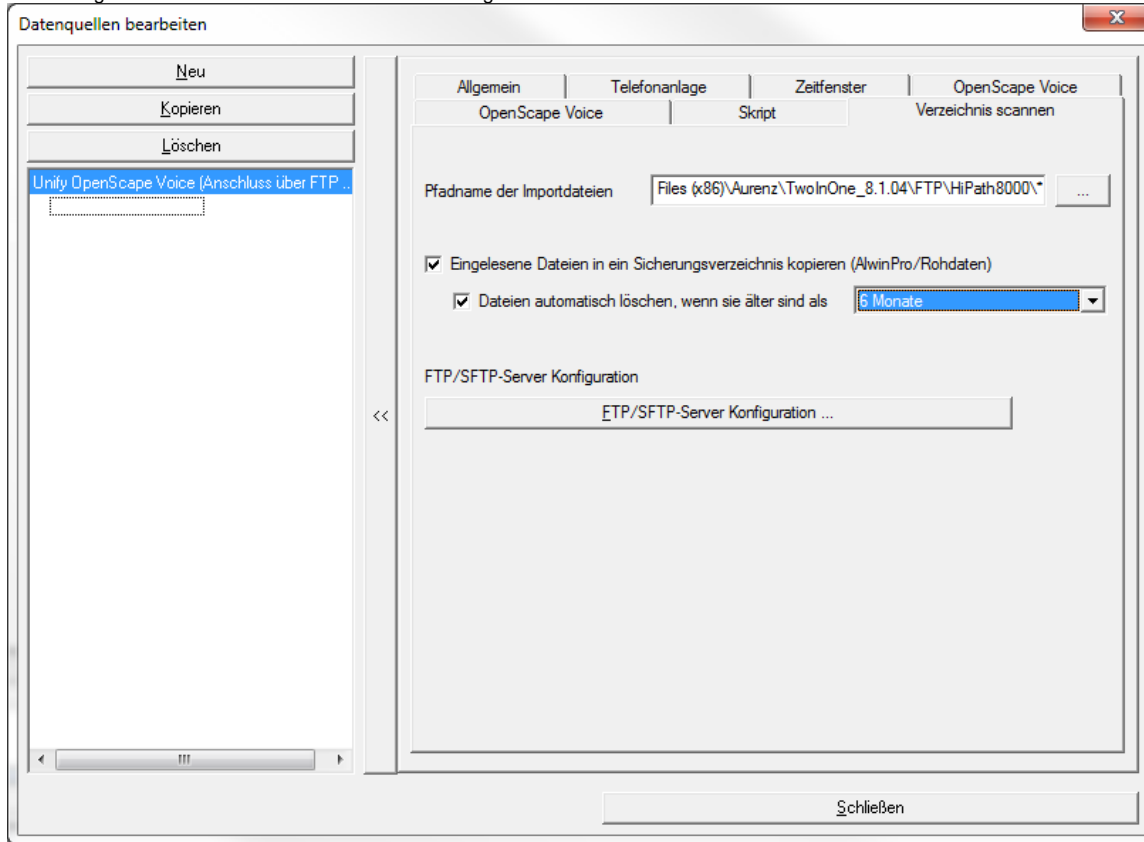 Datenquellen bearbeiten
Neu
Kopieren
Löschen
Unify OpenScape Voice (Anschluss über FTP ..
<<
Allgemein
Telefonanlage
Zeitfenster
OpenScape Voice
OpenScape Voice
Skript
Verzeichnis scannen
Pfadname der Importdateien
Files (x86)\Aurenz\TwoInOne_8.1.04\FTP\HiPath8000\*
...
Eingelesene Dateien in ein Sicherungsverzeichnis kopieren (AlwinPro/Rohdaten)
Dateien automatisch löschen, wenn sie älter sind als
6 Monate
FTP/SFTP-Server Konfiguration
FTP/SFTP-Server Konfiguration ...
Schließen